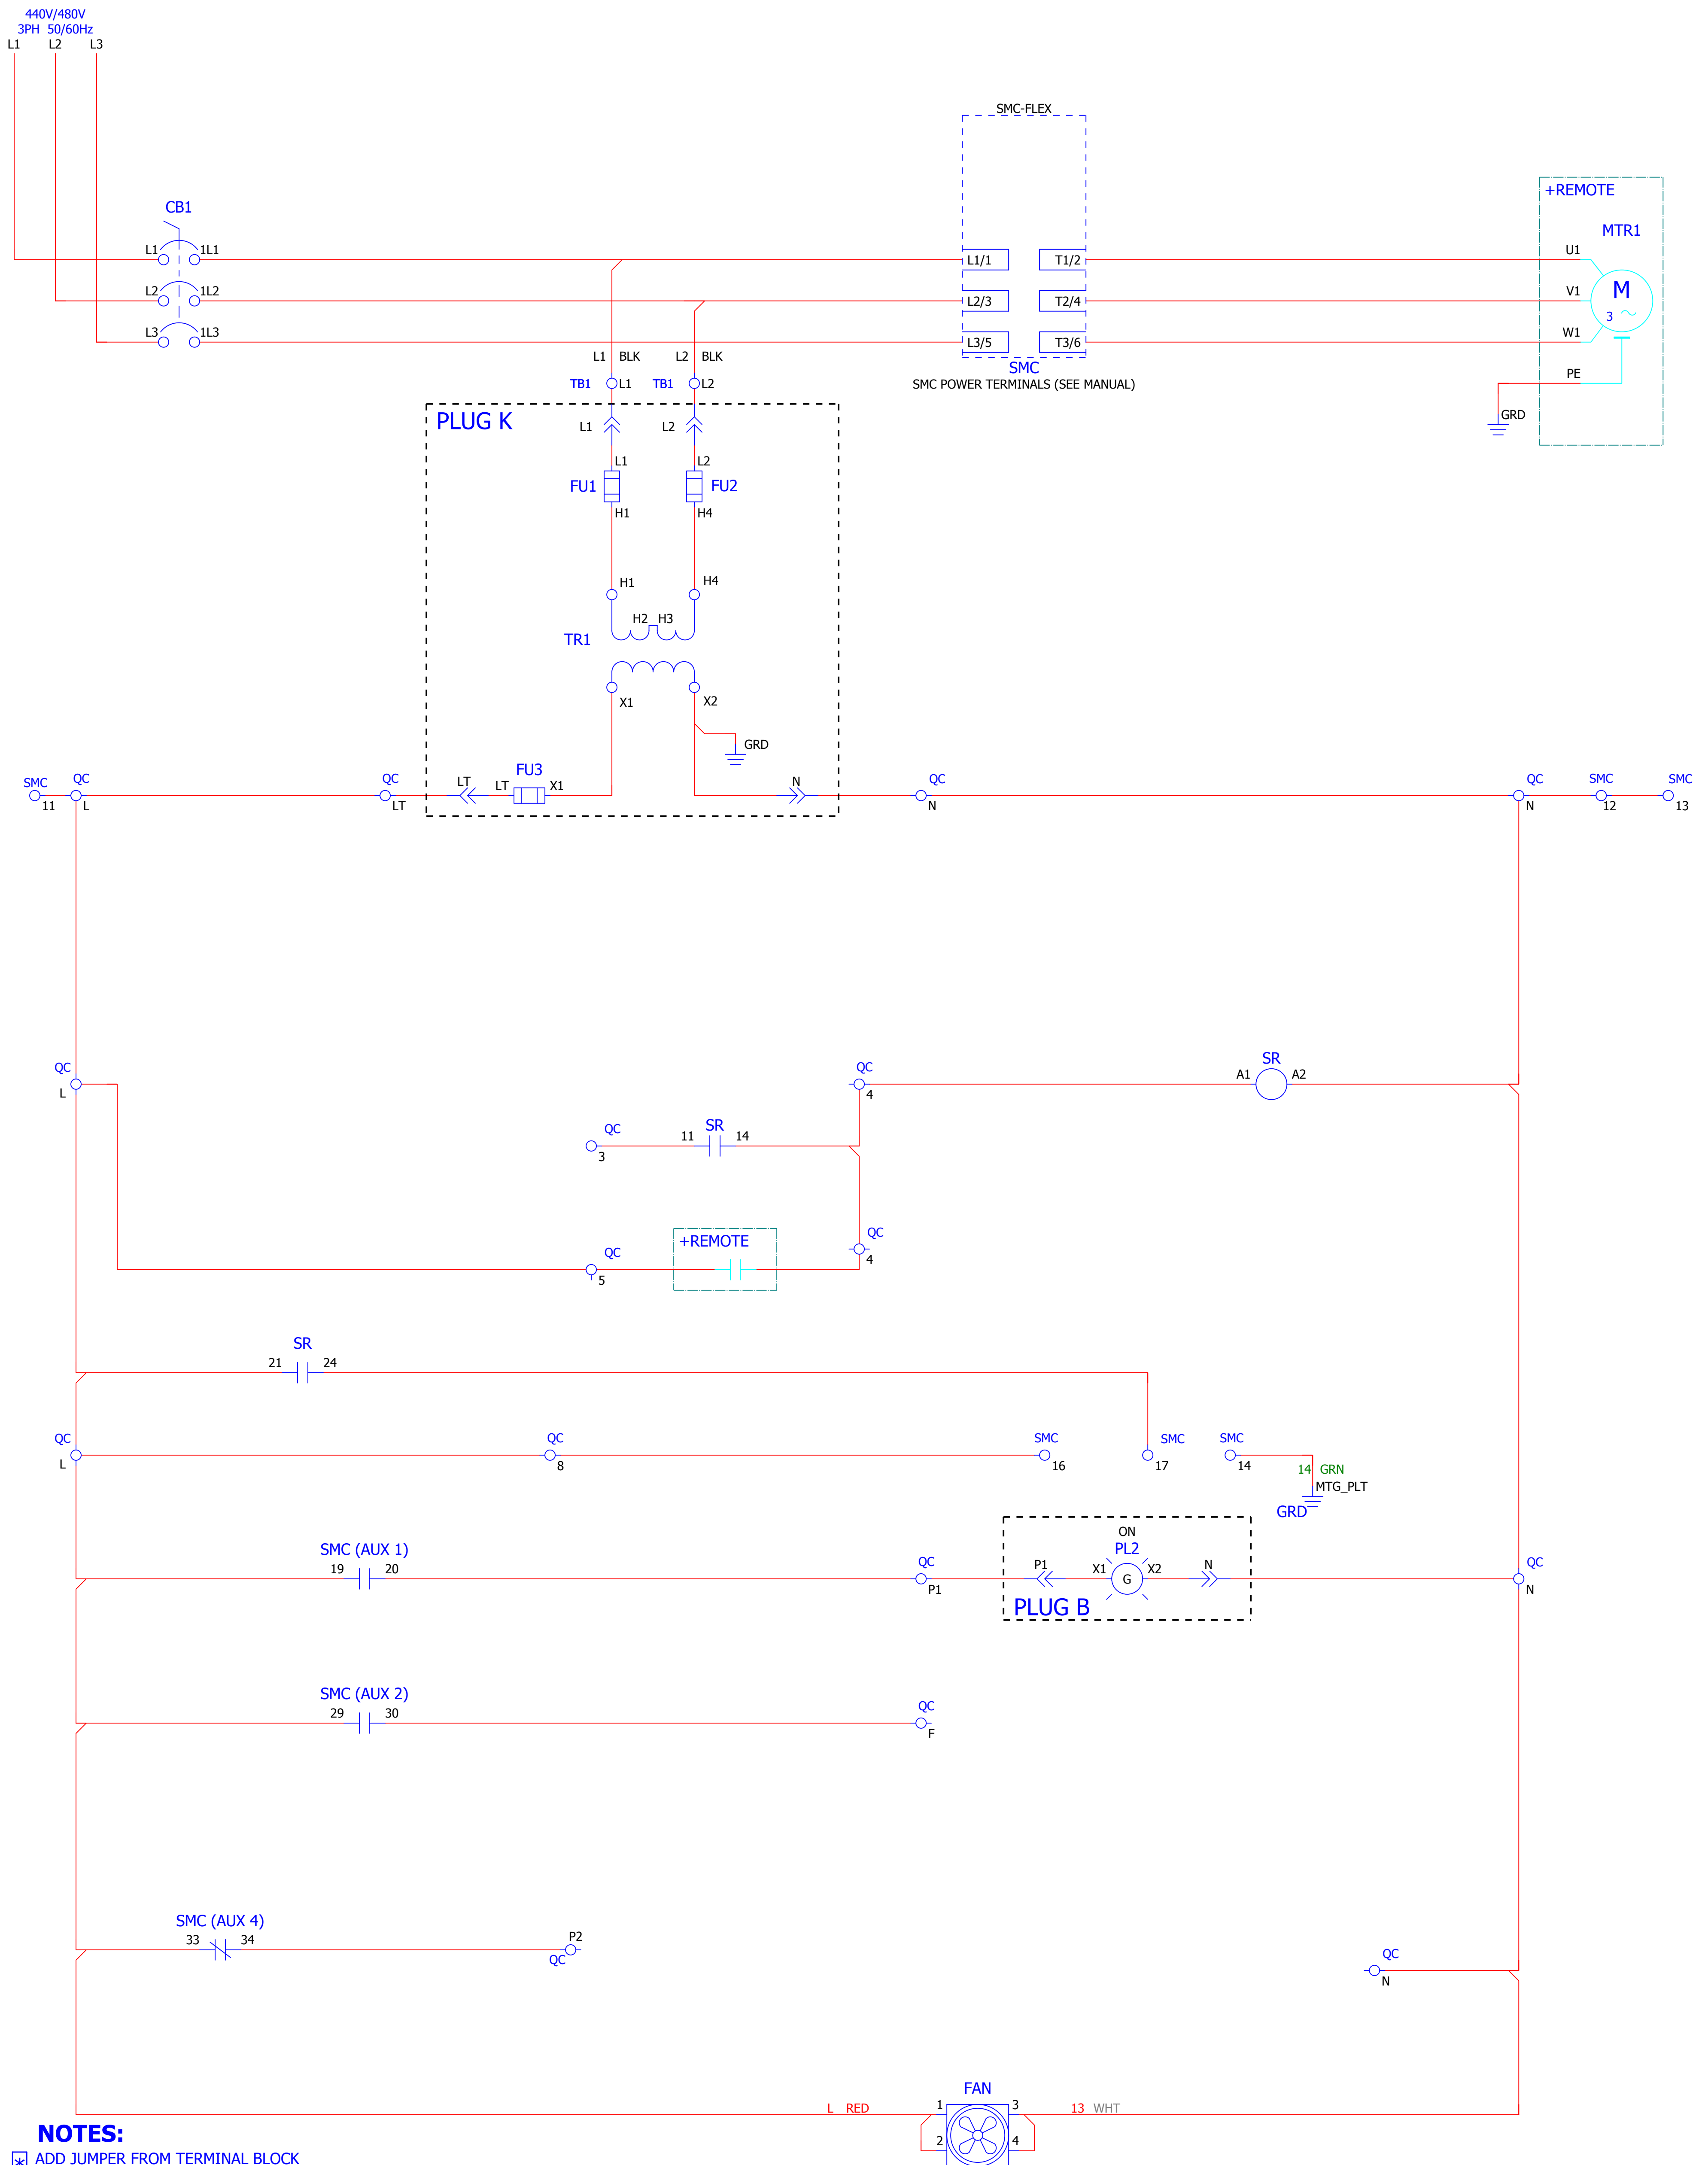 440V/480V
3PH 50/60Hz
L1 L2 L3
SMC-FLEX
+REMOTE
CB1
MTR1
L1 1L1
L1/1 T1/2
U1
L2 1L2
L2/3 T2/4
V1
M
3
L3 1L3
L3/5 T3/6
W1
L1 BLK L2 BLK
SMC
SMC POWER TERMINALS (SEE MANUAL)
PE
TB1 L1 TB1 L2
GRD
PLUG K
L1 L2
L1 L2
FU1 FU2
H1 H4
H1 H4
H2 H3
TR1
X1 X2
GRD
FU3
SMC QC QC LT LT X1 N QC QC SMC SMC
11 L LT N N 12 13
QC QC SR
L 4 A1 A2
QC SR
3 11 14
QC
4
QC +REMOTE
5
SR
21 24
QC QC SMC SMC SMC
L 8 16 17 14
14 GRN
MTG_PLT
GRD
ON
SMC (AUX 1) PL2
19 20 QC P1 X1 G X2 N QC
P1 N
PLUG B
SMC (AUX 2)
29 30 QC
F
SMC (AUX 4)
33 34 P2
QC
QC
N
FAN
L RED 1 3 13 WHT
2 4
NOTES:
* ADD JUMPER FROM TERMINAL BLOCK